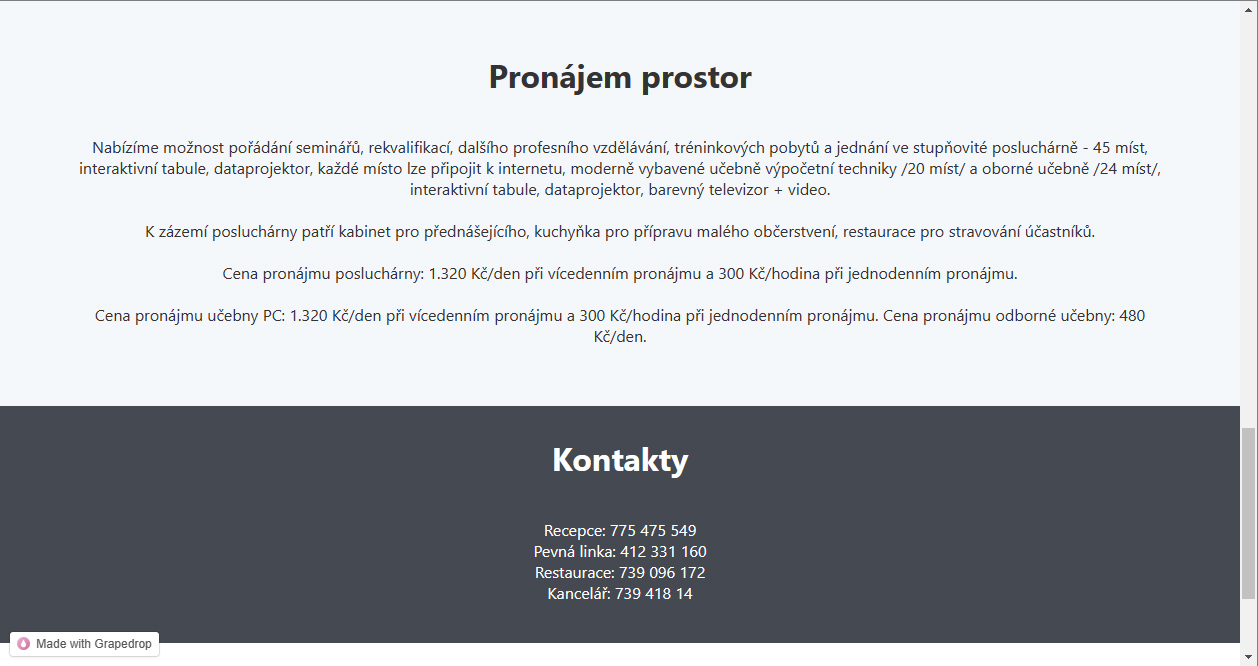 Pronájem prostor
Nabízíme možnost pořádání seminářů, rekvalifikací, dalšího profesního vzdělávání, tréninkových pobytů a jednání ve stupňovité posluchárně - 45 míst,
interaktivní tabule, dataprojektor, každé místo lze připojit k internetu, moderně vybavené učebně výpočetní techniky /20 míst/ a oborné učebně /24 míst/,
interaktivní tabule, dataprojektor, barevný televizor + video.
K zázemí posluchárny patří kabinet pro přednášejícího, kuchyňka pro přípravu malého občerstvení, restaurace pro stravování účastníků.
Cena pronájmu posluchárny: 1.320 Kč/den při vícedenním pronájmu a 300 Kč/hodina při jednodenním pronájmu.
Cena pronájmu učebny PC: 1.320 Kč/den při vícedenním pronájmu a 300 Kč/hodina při jednodenním pronájmu. Cena pronájmu odborné učebny: 480
Kč/den.
Kontakty
Recepce: 775 475 549
Pevná linka: 412 331 160
Restaurace: 739 096 172
Kancelář: 739 418 14
Made with Grapedrop